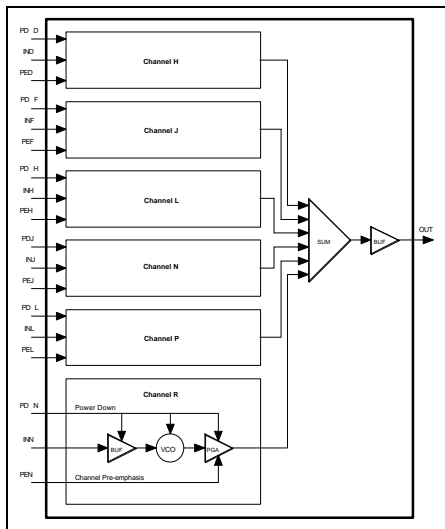 PD D
IND
PED
Channel H
PD F
INF
PEF
Channel J
PD H
INH
PEH
Channel L
PDJ
INJ
PEJ
Channel N
PD L
INL
PEL
Channel P
SUM
BUF
OUT
Channel R
PD N
Power Down
INN
BUF
VCO
PGA
PEN
Channel Pre-emphasis